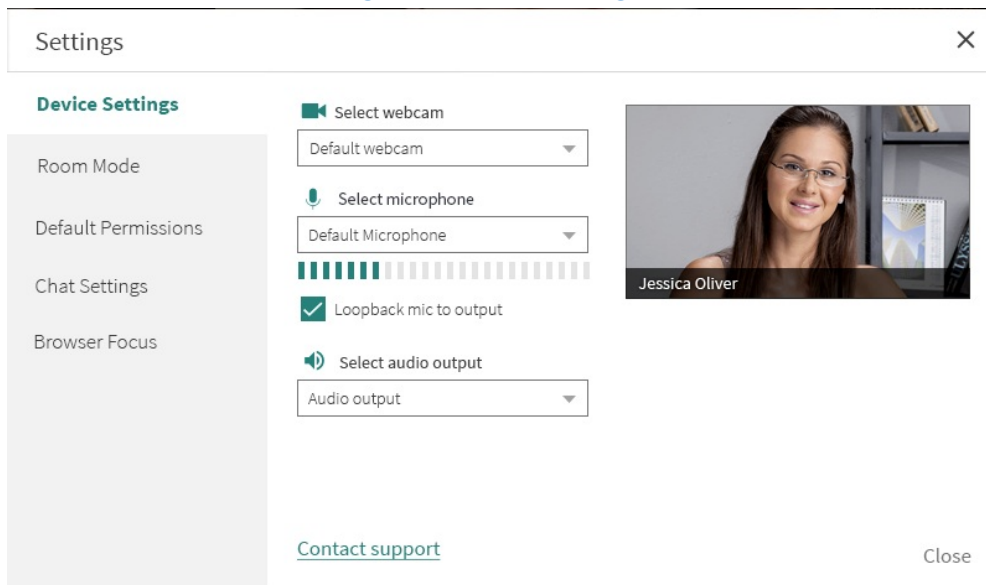 Settings
Device Settings
Room Mode
Default Permissions
Chat Settings
Browser Focus
Select webcam
Default webcam
Select microphone
Default Microphone
Loopback mic to output
Select audio output
Audio output
Contact support
Jessica Oliver
ULYSS
Close